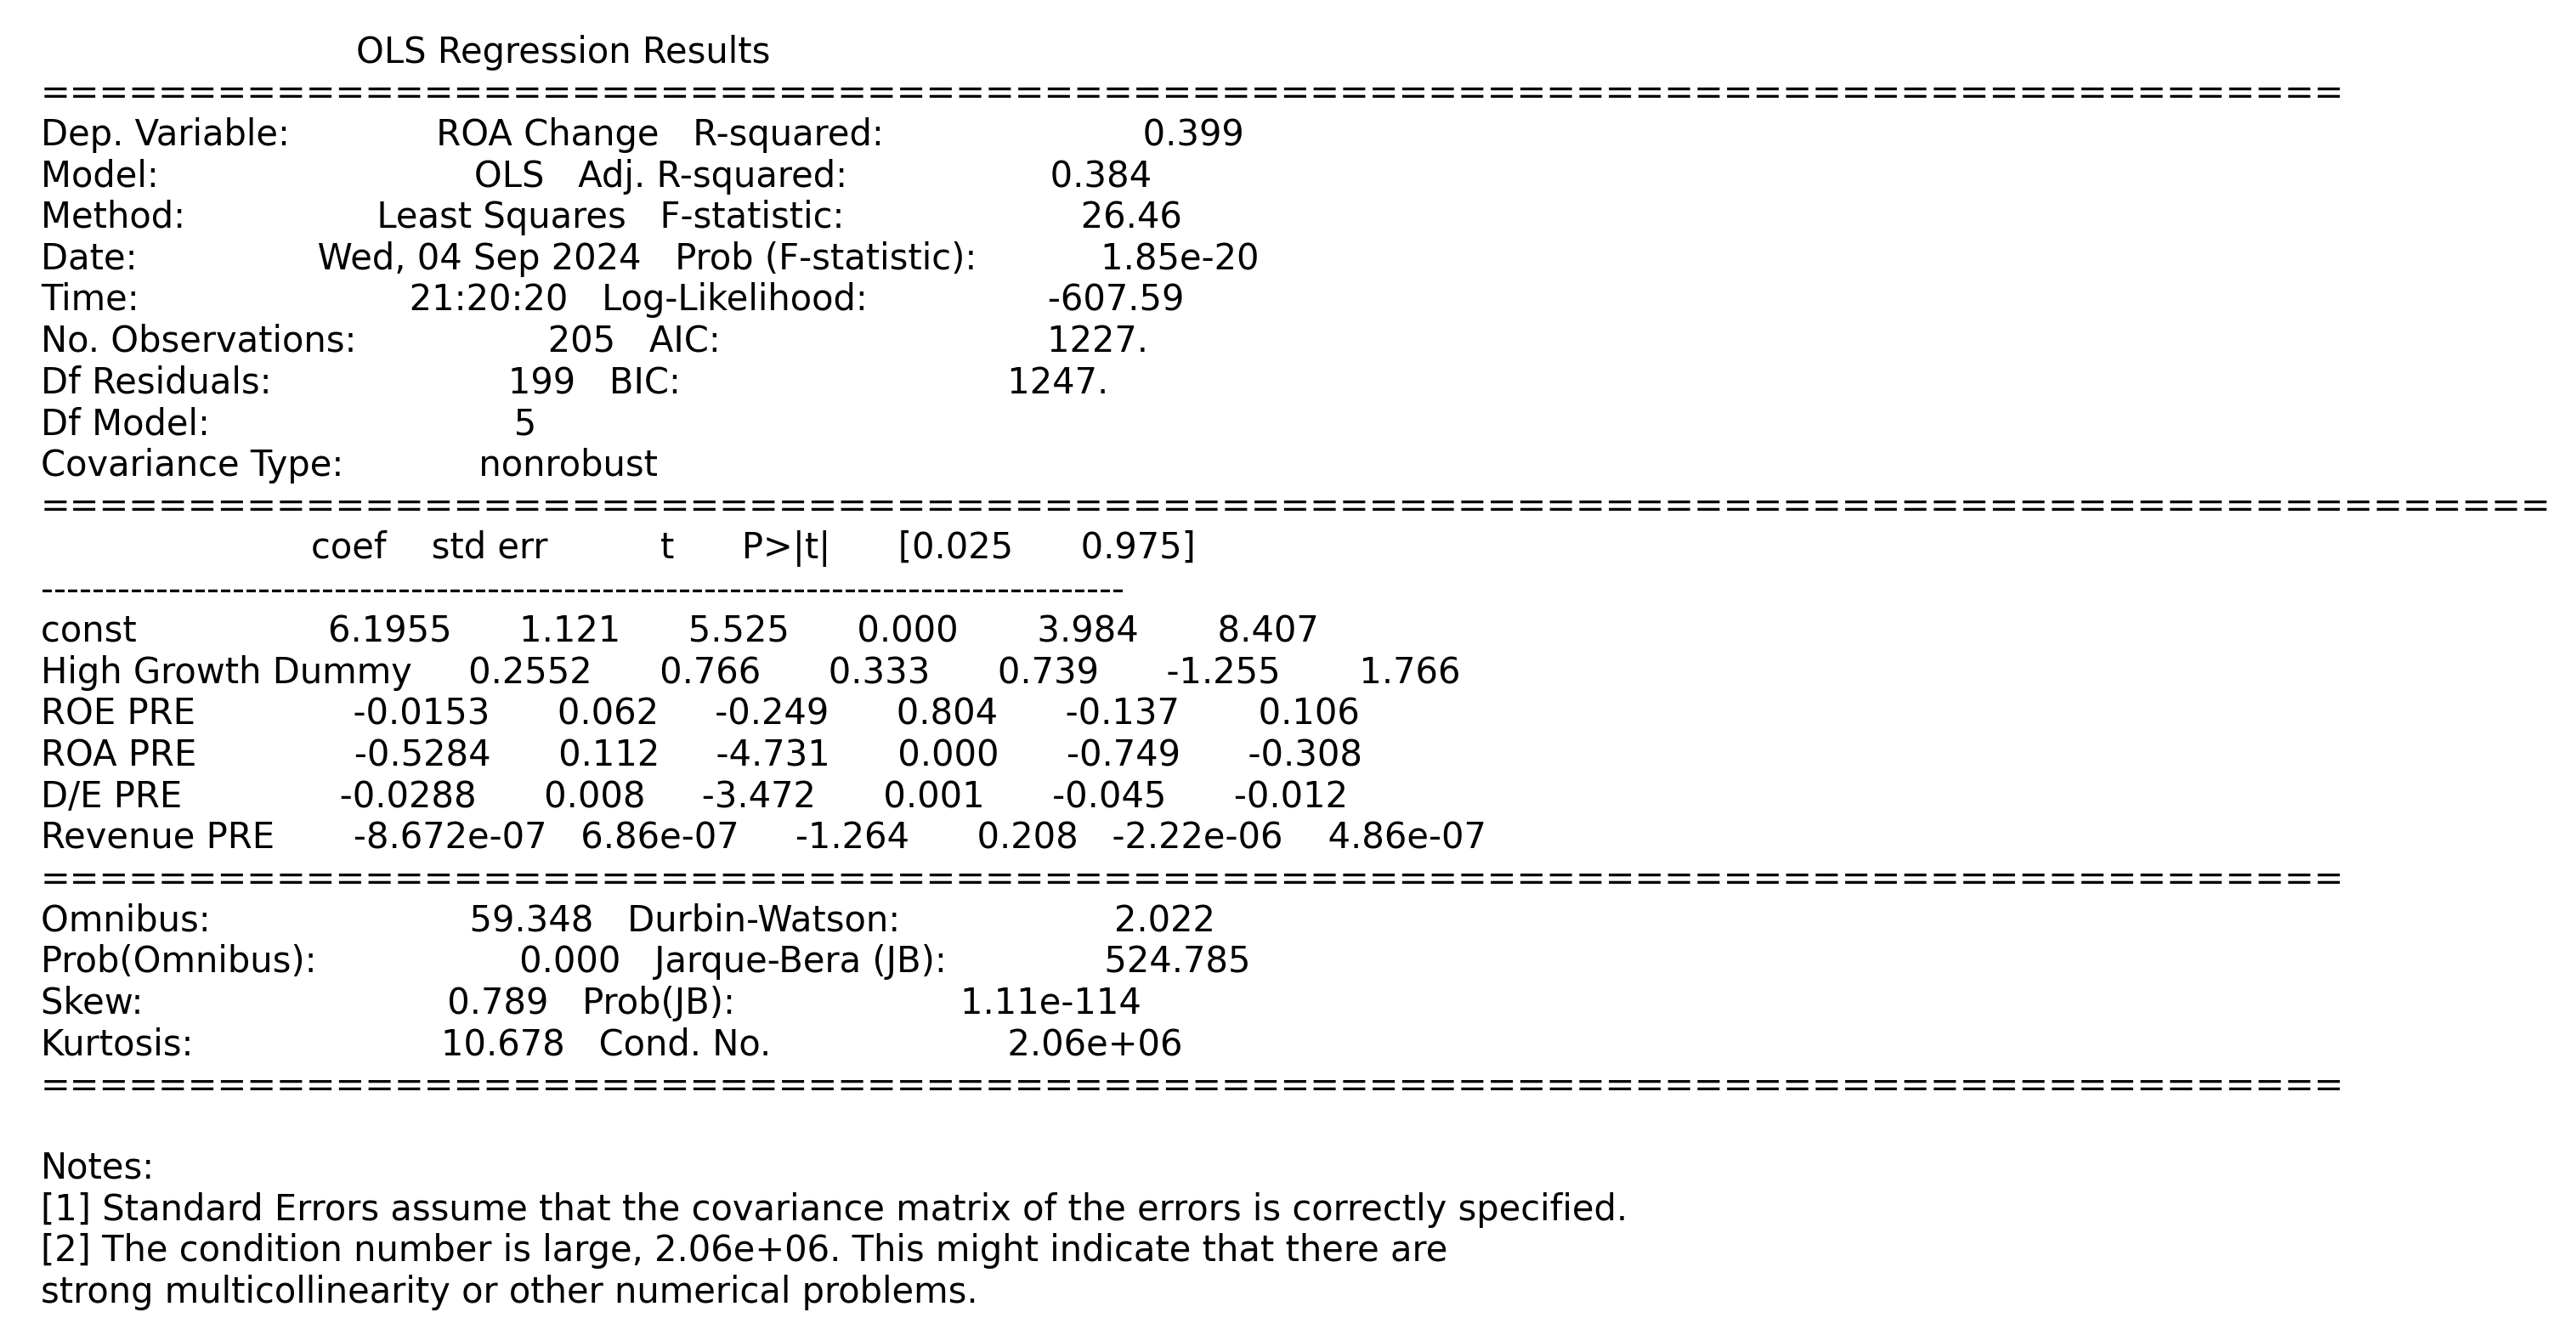 OLS Regression Results
==============================================================================
Dep. Variable: ROA Change R-squared: 0.399
Model: OLS Adj. R-squared: 0.384
Method: Least Squares F-statistic: 26.46
Date: Wed, 04 Sep 2024 Prob (F-statistic): 1.85e-20
Time: 21:20:20 Log-Likelihood: -607.59
No. Observations: 205 AIC: 1227.
Df Residuals: 199 BIC: 1247.
Df Model: 5
Covariance Type: nonrobust
=====================================================================================
coef std err t P>|t| [0.025 0.975]
-------------------------------------------------------------------------------------
const 6.1955 1.121 5.525 0.000 3.984 8.407
High Growth Dummy 0.2552 0.766 0.333 0.739 -1.255 1.766
ROE PRE -0.0153 0.062 -0.249 0.804 -0.137 0.106
ROA PRE -0.5284 0.112 -4.731 0.000 -0.749 -0.308
D/E PRE -0.0288 0.008 -3.472 0.001 -0.045 -0.012
Revenue PRE -8.672e-07 6.86e-07 -1.264 0.208 -2.22e-06 4.86e-07
==============================================================================
Omnibus: 59.348 Durbin-Watson: 2.022
Prob(Omnibus): 0.000 Jarque-Bera (JB): 524.785
Skew: 0.789 Prob(JB): 1.11e-114
Kurtosis: 10.678 Cond. No. 2.06e+06
==============================================================================
Notes:
[1] Standard Errors assume that the covariance matrix of the errors is correctly specified.
[2] The condition number is large, 2.06e+06. This might indicate that there are
strong multicollinearity or other numerical problems.